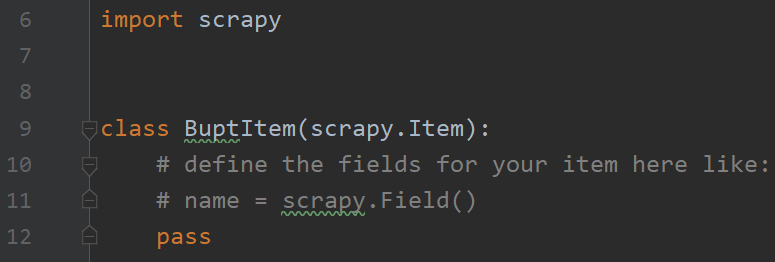 6 import scrapy
7
8
9 class BuptItem(scrapy.Item):
10 # define the fields for your item here like:
11 # name = scrapy.Field()
12 pass